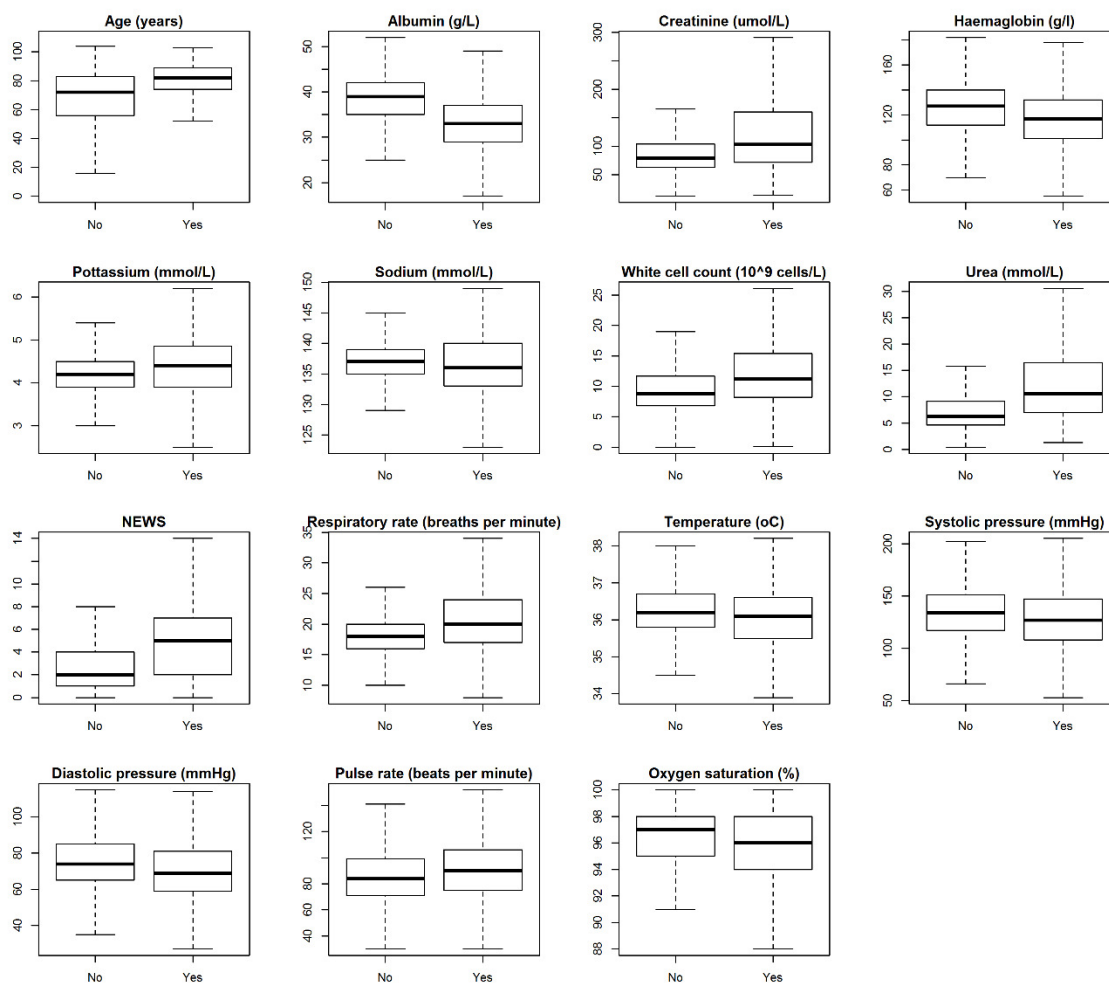 Age (years)
100
80
60
40
20
0
No Yes
Albumin (g/L)
50
40
30
20
No Yes
Creatinine (umol/L)
300
200
100
50
No Yes
Haemaglobin (g/l)
160
120
80
60
No Yes
Pottassium (mmol/L)
6
5
4
3
No Yes
Sodium (mmol/L)
150
145
140
135
130
125
No Yes
White cell count (10^9 cells/L)
25
20
15
10
5
0
No Yes
Urea (mmol/L)
30
25
20
15
10
5
0
No Yes
NEWS
14
12
10
8
6
4
2
0
No Yes
Respiratory rate (breaths per minute)
35
30
25
20
15
10
No Yes
Temperature (oC)
38
37
36
35
34
No Yes
Systolic pressure (mmHg)
200
150
100
50
No Yes
Diastolic pressure (mmHg)
100
80
60
40
No Yes
Pulse rate (beats per minute)
120
80
60
40
No Yes
Oxygen saturation (%)
100
98
96
94
92
90
88
No Yes